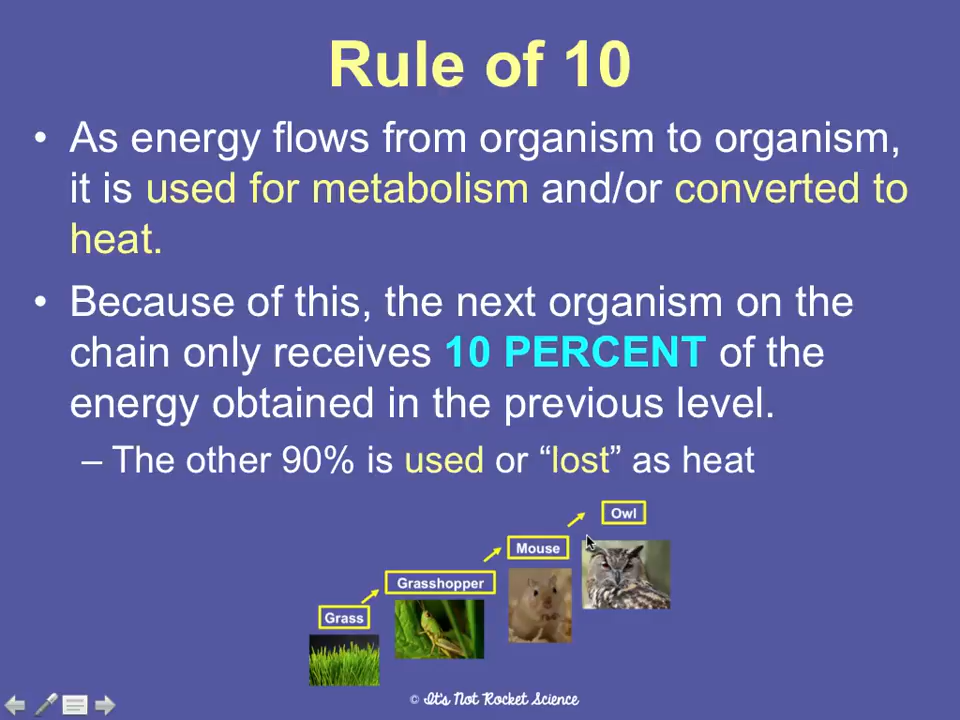 Rule of 10
• As energy flows from organism to organism,
it is used for metabolism and/or converted to
heat.
• Because of this, the next organism on the
chain only receives 10 PERCENT of the
energy obtained in the previous level.
– The other 90% is used or “lost” as heat
Owl
Mouse
Grasshopper
Grass
© It's Not Rocket Science